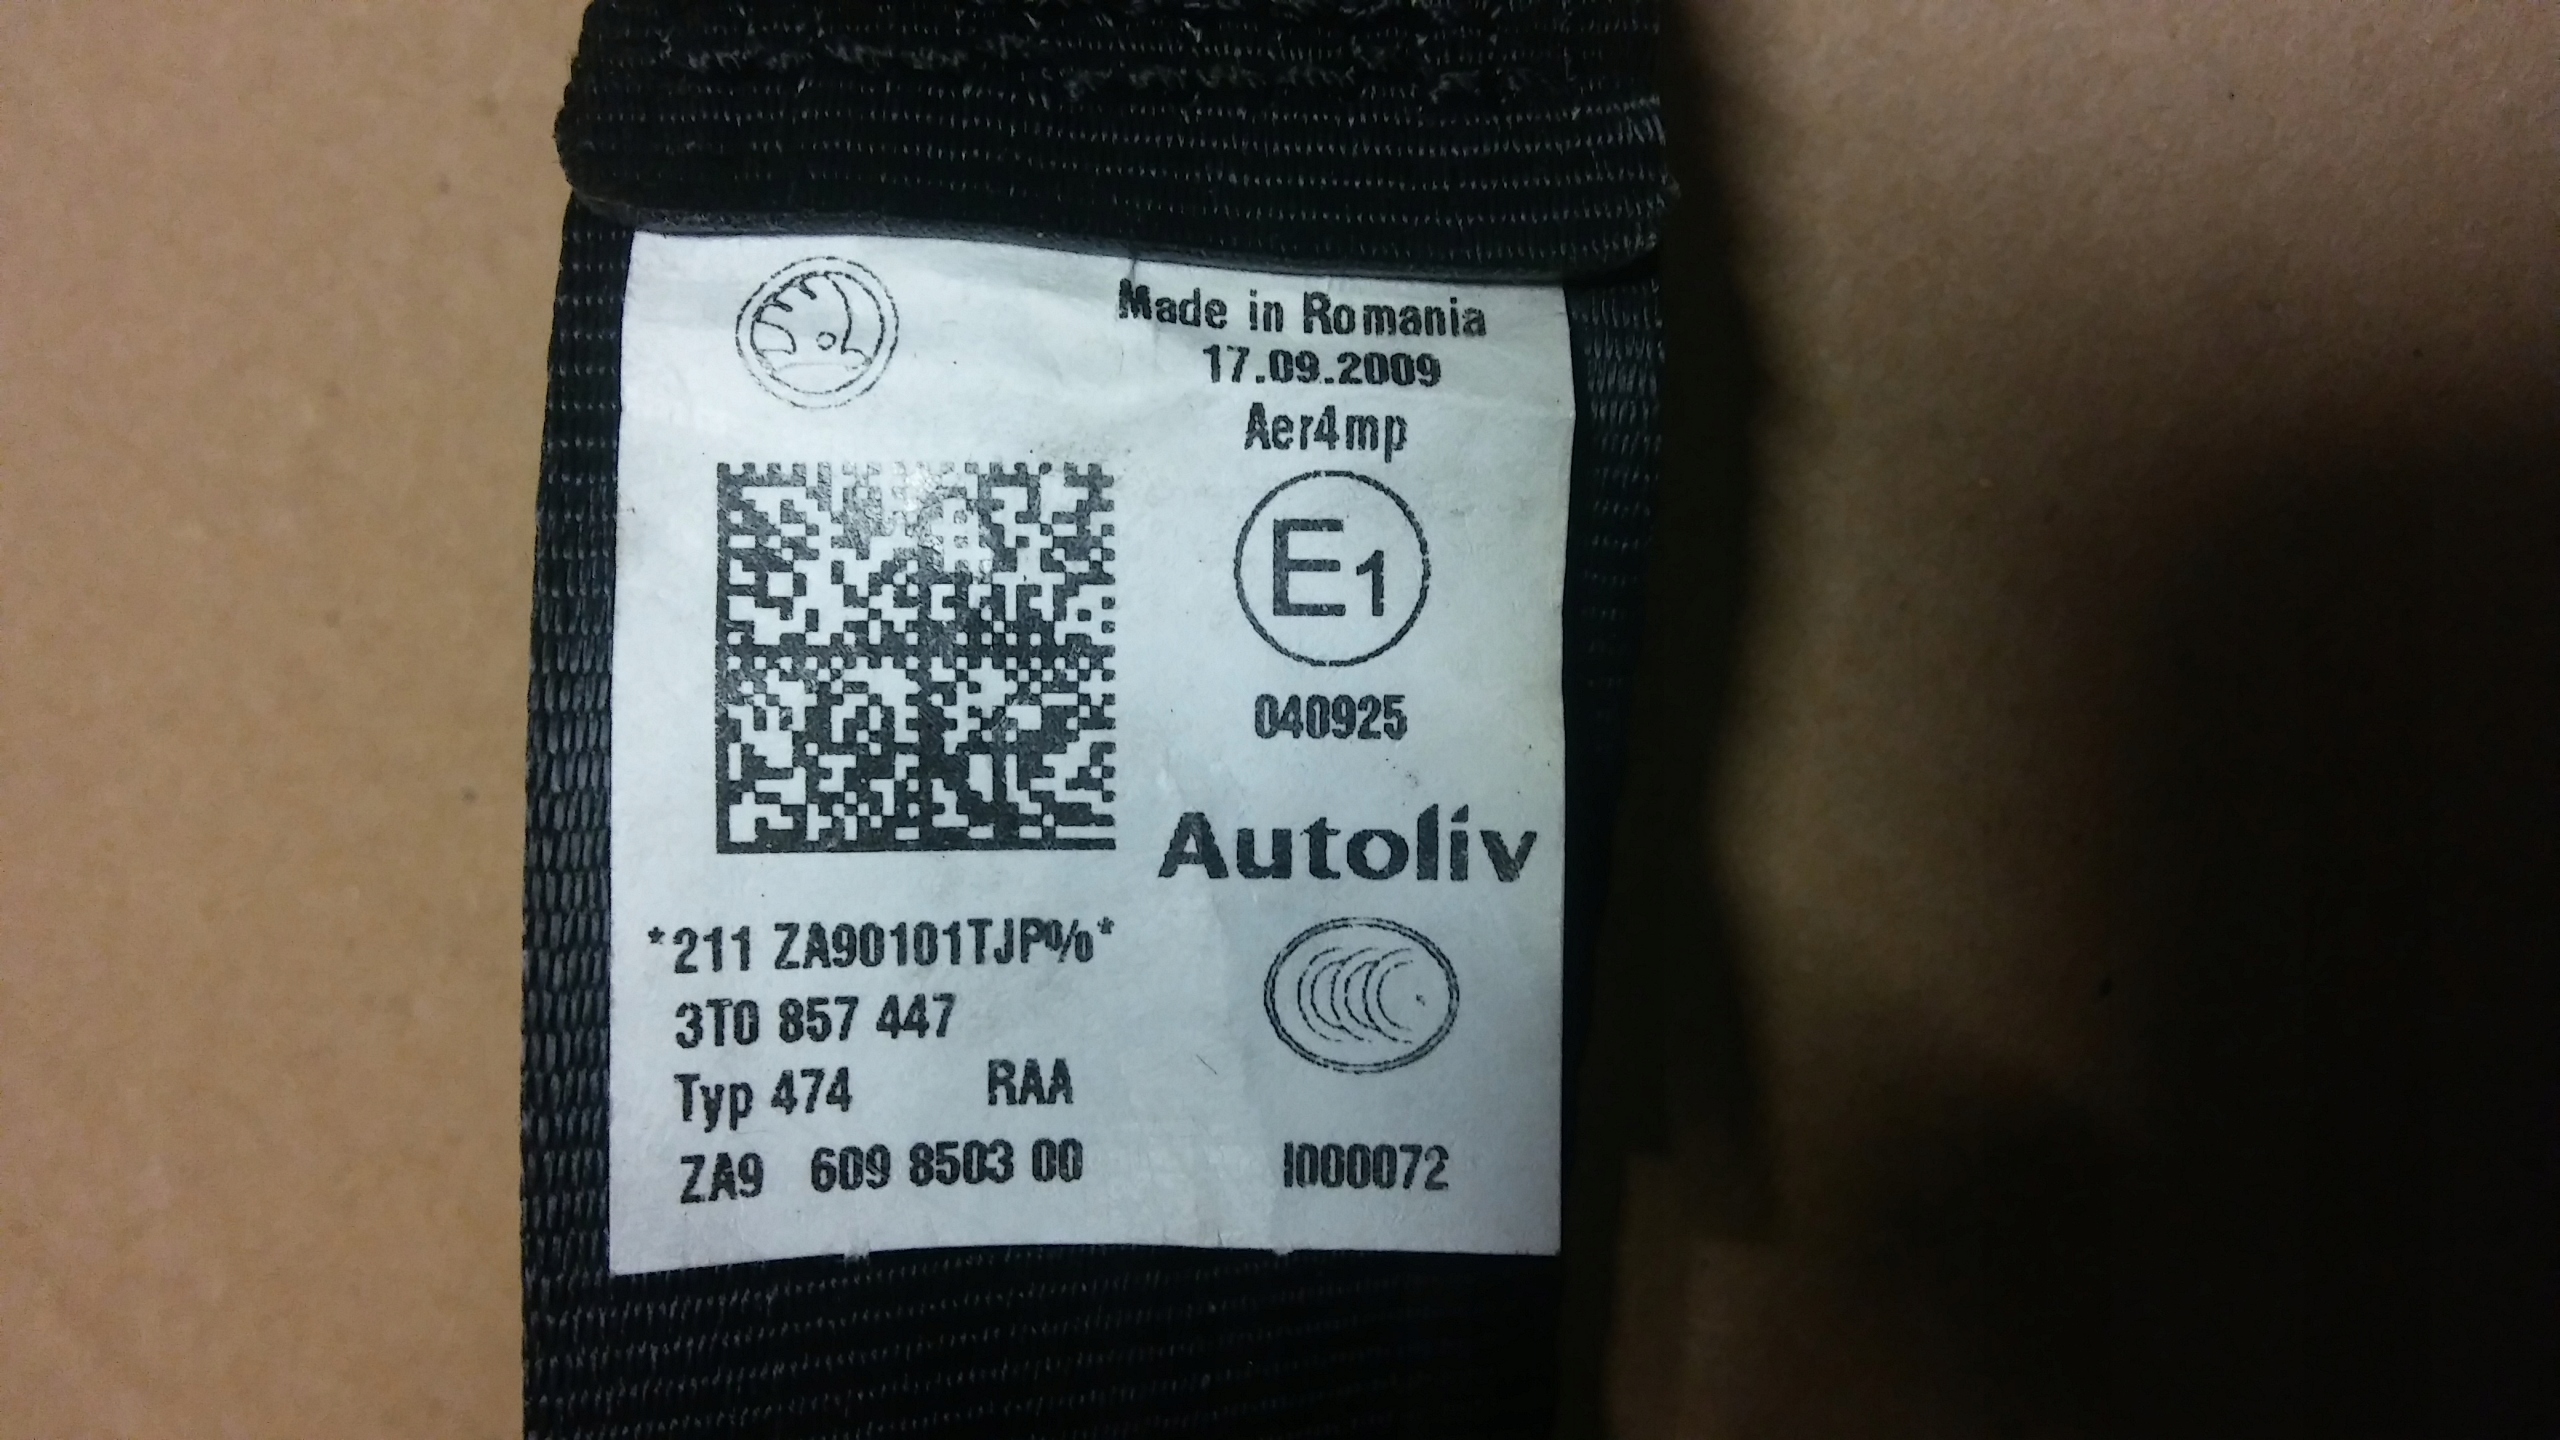 Made in Romania
17.09.2009
Aer4mp
E1
040925
Autoliv
*211 ZA90101TJP%*
3T0 857 447
Typ 474 RAA
ZA9 609 8503 00
I000072